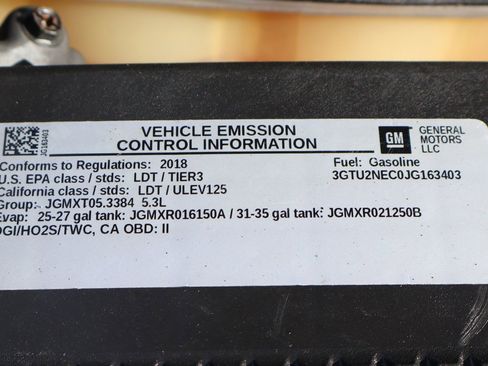 VEHICLE EMISSION
CONTROL INFORMATION
GM GENERAL MOTORS LLC
JG163403
Conforms to Regulations: 2018
Fuel: Gasoline
U.S. EPA class / stds: LDT / TIER3
3GTU2NEC0JG163403
California class / stds: LDT / ULEV125
Group: JGMXT05.3384 5.3L
Evap: 25-27 gal tank: JGMXR016150A / 31-35 gal tank: JGMXR021250B
DGI/HO2S/TWC, CA OBD: II